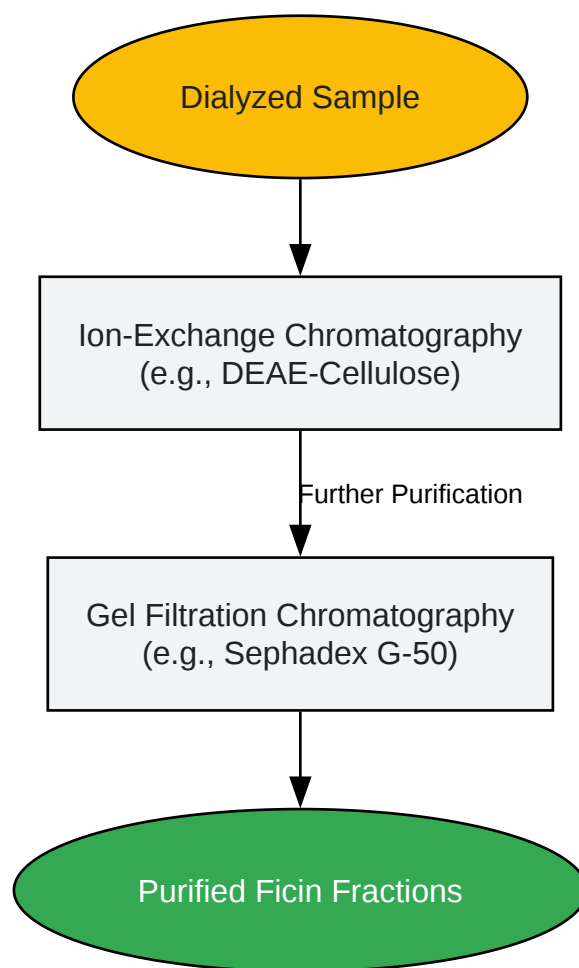 Dialyzed Sample
Ion-Exchange Chromatography
(e.g., DEAE-Cellulose)
Further Purification
Gel Filtration Chromatography
(e.g., Sephadex G-50)
Purified Ficin Fractions